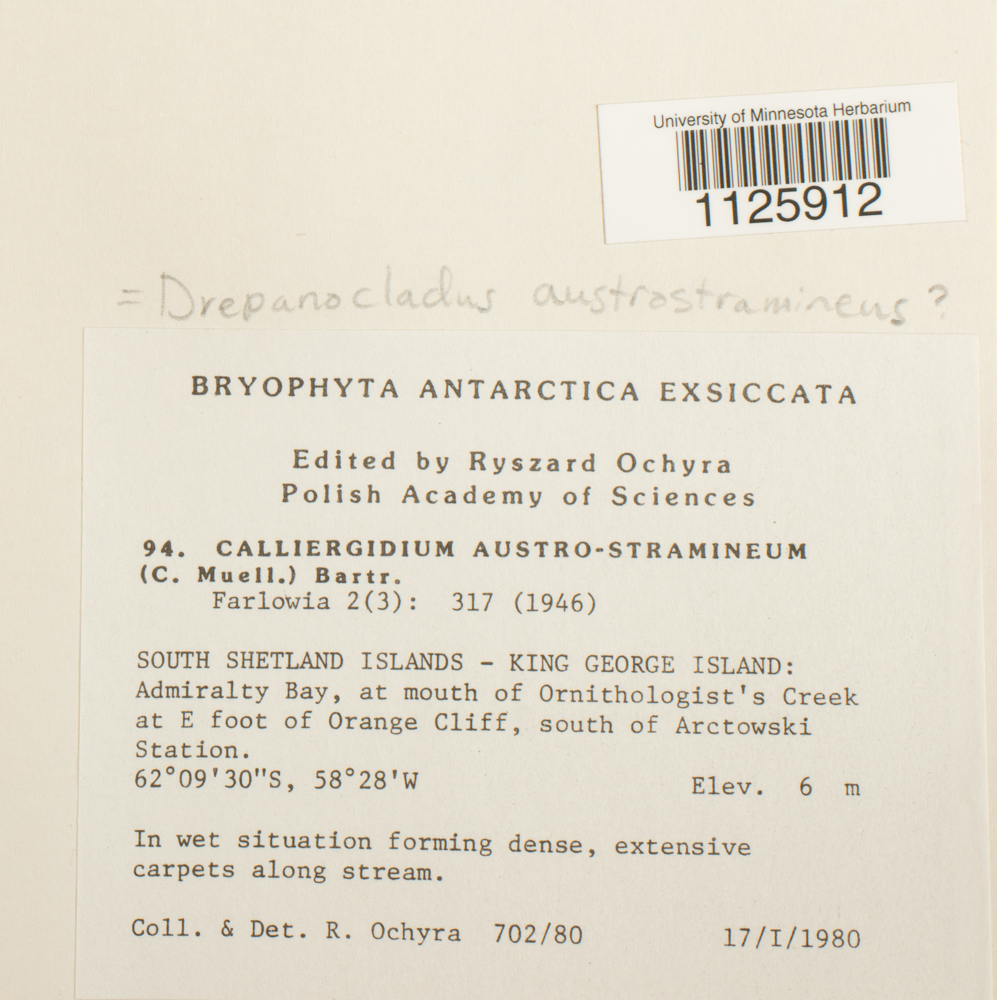 University of Minnesota Herbarium
1125912
= Drepanocladus austrostramineus ?
BRYOPHYTA ANTARCTICA EXSICCATA
Edited by Ryszard Ochyra
Polish Academy of Sciences
94. CALLIERGIDIUM AUSTRO-STRAMINEUM
(C. Muell.) Bartr.
Farlowia 2(3): 317 (1946)
SOUTH SHETLAND ISLANDS - KING GEORGE ISLAND:
Admiralty Bay, at mouth of Ornithologist's Creek
at E foot of Orange Cliff, south of Arctowski
Station.
62°09'30"S, 58°28'W Elev. 6 m
In wet situation forming dense, extensive
carpets along stream.
Coll. & Det. R. Ochyra 702/80 17/I/1980